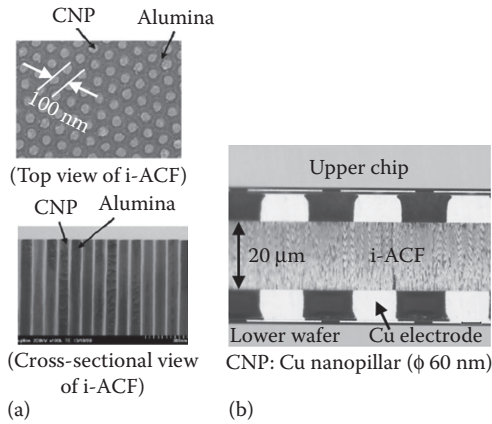 CNP Alumina
100 nm
(Top view of i-ACF)
CNP Alumina
(Cross-sectional view
of i-ACF)
(a)
Upper chip
20 μm
i-ACF
Lower wafer
Cu electrode
CNP: Cu nanopillar (ϕ 60 nm)
(b)